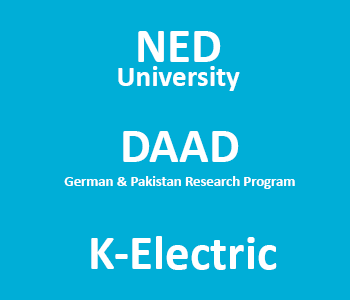 NED
University
DAAD
German & Pakistan Research Program
K-Electric